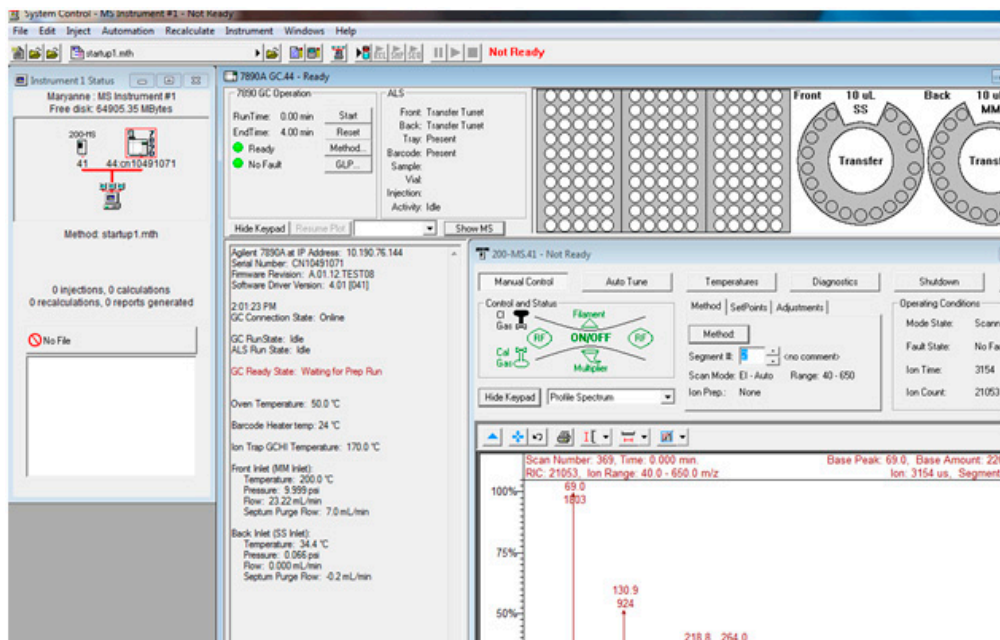 System Control - MS Instrument #1 - Not Ready
File Edit Inject Automation Recalculate Instrument Windows Help
startup1.mth
Not Ready
Instrument 1 Status
Maryanne : MS Instrument #1
Free disk: 64905.35 MBytes
200-MS
41 44:cn10491071
Method: startup1.mth
0 injections, 0 calculations
0 recalculations, 0 reports generated
No File
7890A GC.44 - Ready
7890 GC Operation
RunTime: 0.00 min Start
EndTime: 4.00 min Reset
Ready Method...
No Fault GLP...
ALS
Front: Transfer Turret
Back: Transfer Turret
Tray: Present
Barcode: Present
Sample:
Vial:
Injection:
Activity: Idle
Front 10 uL
SS
Transfer
Back 10 u
MM
Transf
Hide Keypad Resume Plot Show MS
Agilent 7890A at IP Address: 10.190.76.144
Serial Number: CN10491071
Firmware Revision: A.01.12.TEST08
Software Driver Version: 4.01 [041]
2:01:23 PM
GC Connection State: Online
GC RunState: Idle
ALS Run State: Idle
GC Ready State: Waiting for Prep Run
Oven Temperature: 50.0 °C
Barcode Heater temp: 24 °C
Ion Trap GCHI Temperature: 170.0 °C
Front Inlet (MM Inlet):
Temperature: 200.0 °C
Pressure: 9.999 psi
Flow: 23.22 mL/min
Septum Purge Flow: 7.0 mL/min
Back Inlet (SS Inlet):
Temperature: 34.4 °C
Pressure: 0.066 psi
Flow: 0.000 mL/min
Septum Purge Flow: -0.2 mL/min
200-MS.41 - Not Ready
Manual Control Auto Tune Temperatures Diagnostics Shutdown
Control and Status
CI
Gas
Filament
RF ON/OFF RF
Cal
Gas
Multiplier
Hide Keypad Profile Spectrum
Method SetPoints Adjustments
Method
Segment #: <no comment>
Scan Mode: EI - Auto Range: 40 - 650
Ion Prep.: None
Operating Conditions
Mode State: Scann
Fault State: No Fau
Ion Time: 3154
Ion Count: 21053
Scan Number: 369, Time: 0.000 min. Base Peak: 69.0, Base Amount: 220
RIC: 21053, Ion Range: 40.0 - 650.0 m/z Ion: 3154 us, Segment
100%
69.0
1803
75%
130.9
924
50%
218.8 264.0